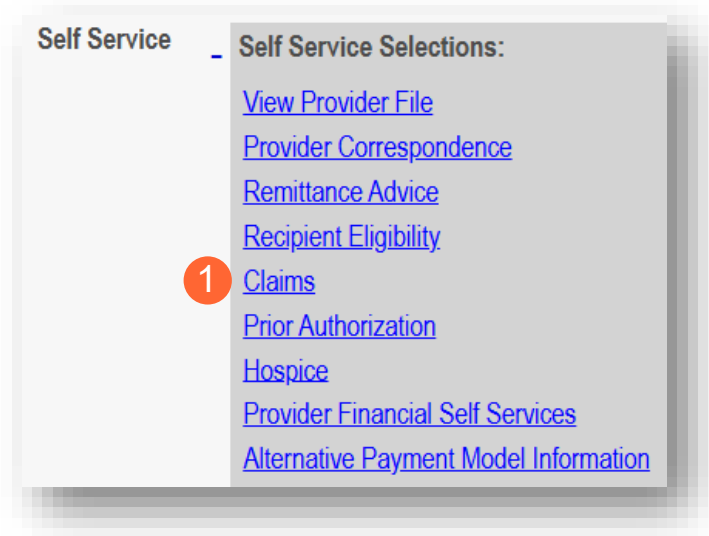 Self Service
Self Service Selections:
View Provider File
Provider Correspondence
Remittance Advice
Recipient Eligibility
1 Claims
Prior Authorization
Hospice
Provider Financial Self Services
Alternative Payment Model Information